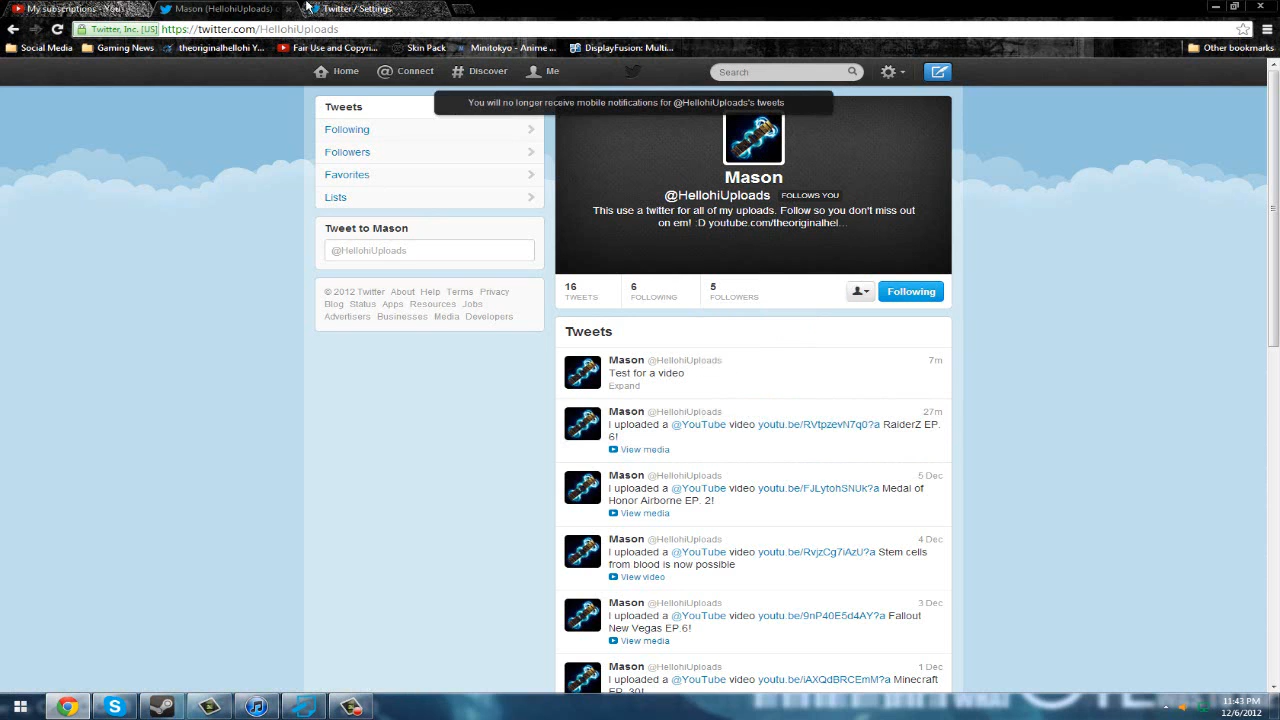 My subscriptions - You
Mason (HellohiUploads)
Twitter / Settings
Twitter, Inc. [US]
https://twitter.com/HellohiUploads
Social Media
Gaming News
theoriginalhellohi Y...
Fair Use and Copyri...
Skin Pack
Minitokyo - Anime ...
DisplayFusion: Multi...
Other bookmarks
Home
Connect
Discover
Me
Search
You will no longer receive mobile notifications for @HellohiUploads's tweets
Tweets
Following
Followers
Favorites
Lists
Tweet to Mason
@HellohiUploads
© 2012 Twitter About Help Terms Privacy
Blog Status Apps Resources Jobs
Advertisers Businesses Media Developers
Mason
@HellohiUploads FOLLOWS YOU
This use a twitter for all of my uploads. Follow so you don't miss out
on em! :D youtube.com/theoriginalhel...
16 6 5
TWEETS FOLLOWING FOLLOWERS
Following
Tweets
Mason @HellohiUploads 7m
Test for a video
Expand
Mason @HellohiUploads 27m
I uploaded a @YouTube video youtu.be/RVtpzevN7q0?a RaiderZ EP.
6!
View media
Mason @HellohiUploads 5 Dec
I uploaded a @YouTube video youtu.be/FJLytohSNUk?a Medal of
Honor Airborne EP. 2!
View media
Mason @HellohiUploads 4 Dec
I uploaded a @YouTube video youtu.be/RvjzCg7iAzU?a Stem cells
from blood is now possible
View video
Mason @HellohiUploads 3 Dec
I uploaded a @YouTube video youtu.be/9nP40E5d4AY?a Fallout
New Vegas EP.6!
View media
Mason @HellohiUploads 1 Dec
I uploaded a @YouTube video youtu.be/iAXQdBRCEmM?a Minecraft
EP. 30!
11:43 PM
12/6/2012